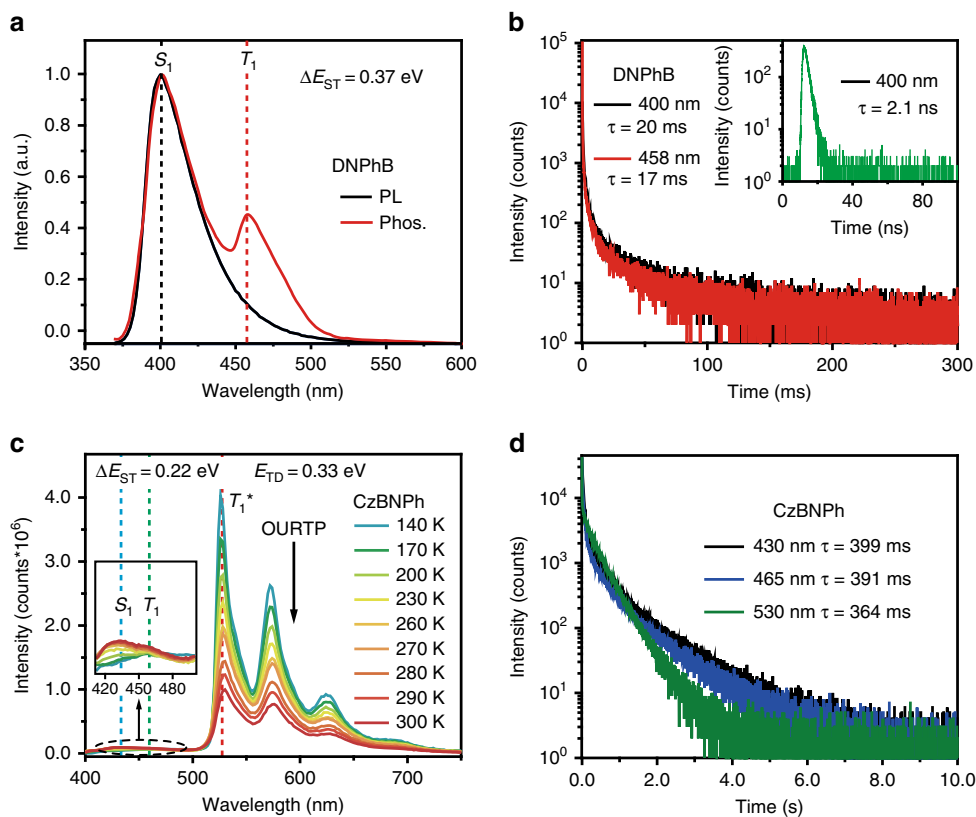 a
S1
T1
ΔEST = 0.37 eV
DNPhB
PL
Phos.
1.0
0.8
0.6
0.4
0.2
0.0
Intensity (a.u.)
350 400 450 500 550 600
Wavelength (nm)
b
DNPhB
400 nm
τ = 20 ms
458 nm
τ = 17 ms
10^5
10^4
10^3
10^2
10^1
10^0
Intensity (counts)
0 100 200 300
Time (ms)
400 nm
τ = 2.1 ns
10^2
10^1
10^0
Intensity (counts)
0 40 80
Time (ns)
c
ΔEST = 0.22 eV
ETD = 0.33 eV
T1*
CzBNPh
OURTP
140 K
170 K
200 K
230 K
260 K
270 K
280 K
290 K
300 K
S1 T1
420 450 480
4.0
3.0
2.0
1.0
0.0
Intensity (counts*10^6)
400 500 600 700
Wavelength (nm)
d
CzBNPh
430 nm τ = 399 ms
465 nm τ = 391 ms
530 nm τ = 364 ms
10^4
10^3
10^2
10^1
10^0
Intensity (counts)
0.0 2.0 4.0 6.0 8.0 10.0
Time (s)